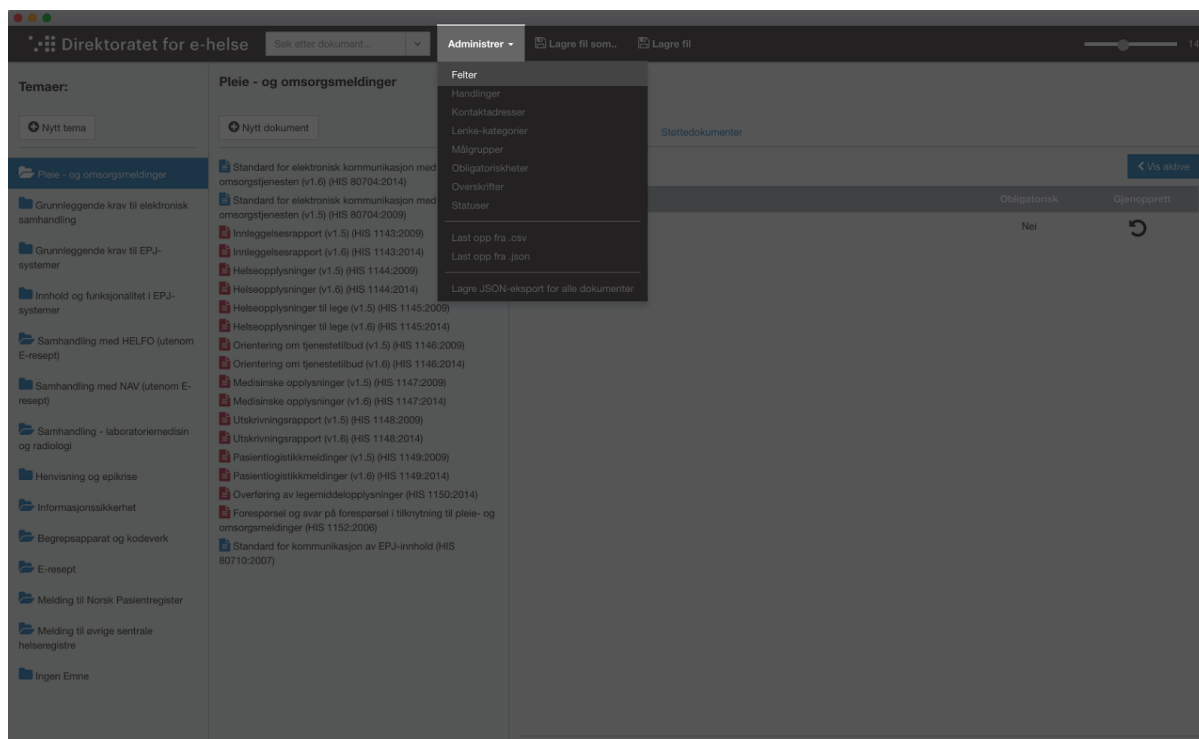 Direktoratet for e-helse
Søk etter dokument...
Administrer
Lagre fil som..
Lagre fil
14
Temaer:
Nytt tema
Pleie - og omsorgsmeldinger
Grunnleggende krav til elektronisk
samhandling
Grunnleggende krav til EPJ-
systemer
Innhold og funksjonalitet i EPJ-
systemer
Samhandling med HELFO (utenom
E-resept)
Samhandling med NAV (utenom E-
resept)
Samhandling - laboratoriemedisin
og radiologi
Henvisning og epikrise
Informasjonssikkerhet
Begrepsapparat og kodeverk
E-resept
Melding til Norsk Pasientregister
Melding til øvrige sentrale
helseregistre
Ingen Emne
Pleie - og omsorgsmeldinger
Nytt dokument
Standard for elektronisk kommunikasjon med
omsorgstjenesten (v1.6) (HIS 80704:2014)
Standard for elektronisk kommunikasjon med
omsorgstjenesten (v1.5) (HIS 80704:2009)
Innleggelsesrapport (v1.5) (HIS 1143:2009)
Innleggelsesrapport (v1.6) (HIS 1143:2014)
Helseopplysninger (v1.5) (HIS 1144:2009)
Helseopplysninger (v1.6) (HIS 1144:2014)
Helseopplysninger til lege (v1.5) (HIS 1145:2009)
Helseopplysninger til lege (v1.6) (HIS 1145:2014)
Orientering om tjenestetilbud (v1.5) (HIS 1146:2009)
Orientering om tjenestetilbud (v1.6) (HIS 1146:2014)
Medisinske opplysninger (v1.5) (HIS 1147:2009)
Medisinske opplysninger (v1.6) (HIS 1147:2014)
Utskrivningsrapport (v1.5) (HIS 1148:2009)
Utskrivningsrapport (v1.6) (HIS 1148:2014)
Pasientlogistikkmeldinger (v1.5) (HIS 1149:2009)
Pasientlogistikkmeldinger (v1.6) (HIS 1149:2014)
Overføring av legemiddelopplysninger (HIS 1150:2014)
Forespørsel og svar på forespørsel i tilknytning til pleie- og
omsorgsmeldinger (HIS 1152:2006)
Standard for kommunikasjon av EPJ-innhold (HIS
80710:2007)
Felter
Handlinger
Kontaktadresser
Lenke-kategorier
Målgrupper
Obligatoriskheter
Overskrifter
Statuser
Last opp fra .csv
Last opp fra .json
Lagre JSON-eksport for alle dokumenter
Støttedokumenter
Vis aktive
Obligatorisk
Gjenopprett
Nei